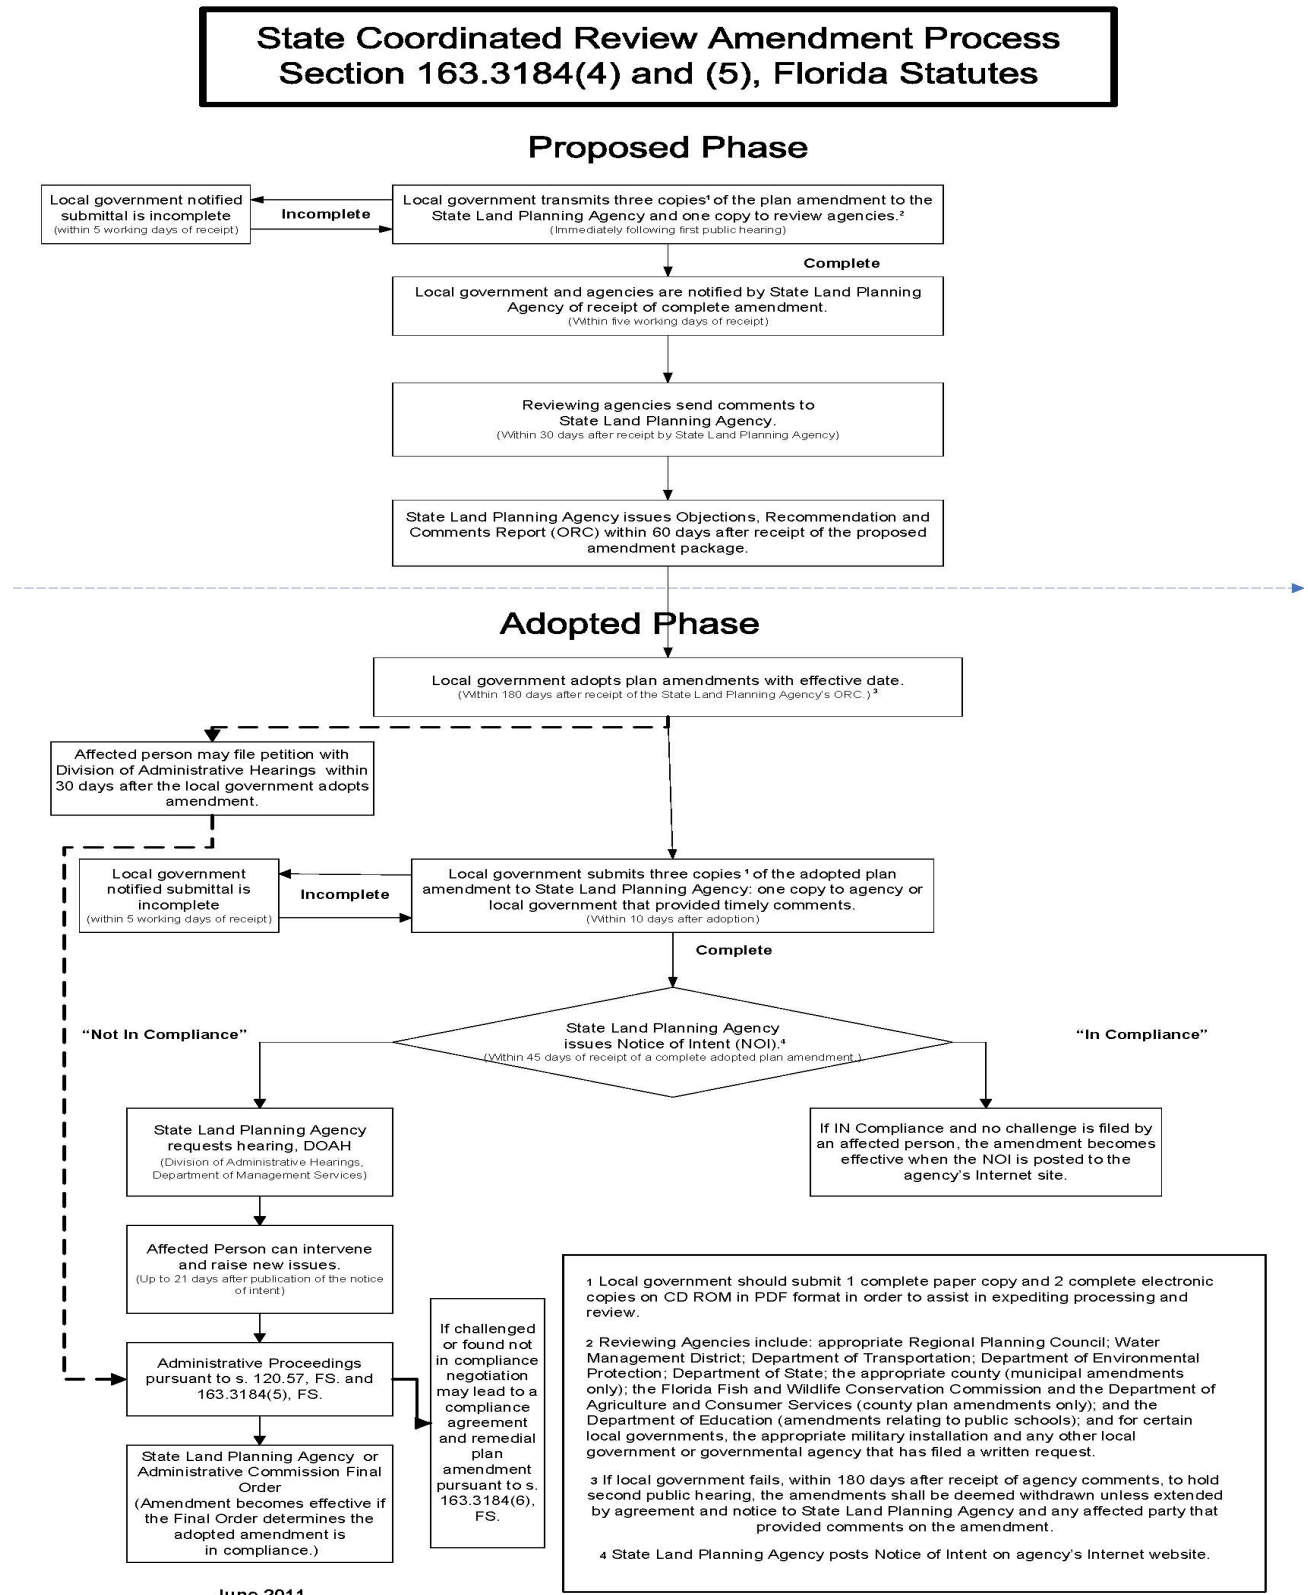 State Coordinated Review Amendment Process
Section 163.3184(4) and (5), Florida Statutes
Proposed Phase
Local government notified
submittal is incomplete
(within 5 working days of receipt)
Incomplete
Local government transmits three copies¹ of the plan amendment to the
State Land Planning Agency and one copy to review agencies.²
(Immediately following first public hearing)
Complete
Local government and agencies are notified by State Land Planning
Agency of receipt of complete amendment.
(Within five working days of receipt)
Reviewing agencies send comments to
State Land Planning Agency.
(Within 30 days after receipt by State Land Planning Agency)
State Land Planning Agency issues Objections, Recommendation and
Comments Report (ORC) within 60 days after receipt of the proposed
amendment package.
Adopted Phase
Local government adopts plan amendments with effective date.
(Within 180 days after receipt of the State Land Planning Agency's ORC.) ³
Affected person may file petition with
Division of Administrative Hearings within
30 days after the local government adopts
amendment.
Local government
notified submittal is
incomplete
(within 5 working days of receipt)
Incomplete
Local government submits three copies ¹ of the adopted plan
amendment to State Land Planning Agency: one copy to agency or
local government that provided timely comments.
(Within 10 days after adoption)
Complete
"Not In Compliance"
State Land Planning Agency
issues Notice of Intent (NOI).⁴
(Within 45 days of receipt of a complete adopted plan amendment.)
"In Compliance"
State Land Planning Agency
requests hearing, DOAH
(Division of Administrative Hearings,
Department of Management Services)
If IN Compliance and no challenge is filed by
an affected person, the amendment becomes
effective when the NOI is posted to the
agency's Internet site.
Affected Person can intervene
and raise new issues.
(Up to 21 days after publication of the notice
of intent)
Administrative Proceedings
pursuant to s. 120.57, FS. and
163.3184(5), FS.
If challenged
or found not
in compliance
negotiation
may lead to a
compliance
agreement
and remedial
plan
amendment
pursuant to s.
163.3184(6),
FS.
State Land Planning Agency or
Administrative Commission Final
Order
(Amendment becomes effective if
the Final Order determines the
adopted amendment is
in compliance.)
1 Local government should submit 1 complete paper copy and 2 complete electronic
copies on CD ROM in PDF format in order to assist in expediting processing and
review.
2 Reviewing Agencies include: appropriate Regional Planning Council; Water
Management District; Department of Transportation; Department of Environmental
Protection; Department of State; the appropriate county (municipal amendments
only); the Florida Fish and Wildlife Conservation Commission and the Department of
Agriculture and Consumer Services (county plan amendments only); and the
Department of Education (amendments relating to public schools); and for certain
local governments, the appropriate military installation and any other local
government or governmental agency that has filed a written request.
3 If local government fails, within 180 days after receipt of agency comments, to hold
second public hearing, the amendments shall be deemed withdrawn unless extended
by agreement and notice to State Land Planning Agency and any affected party that
provided comments on the amendment.
4 State Land Planning Agency posts Notice of Intent on agency's Internet website.
June 2011